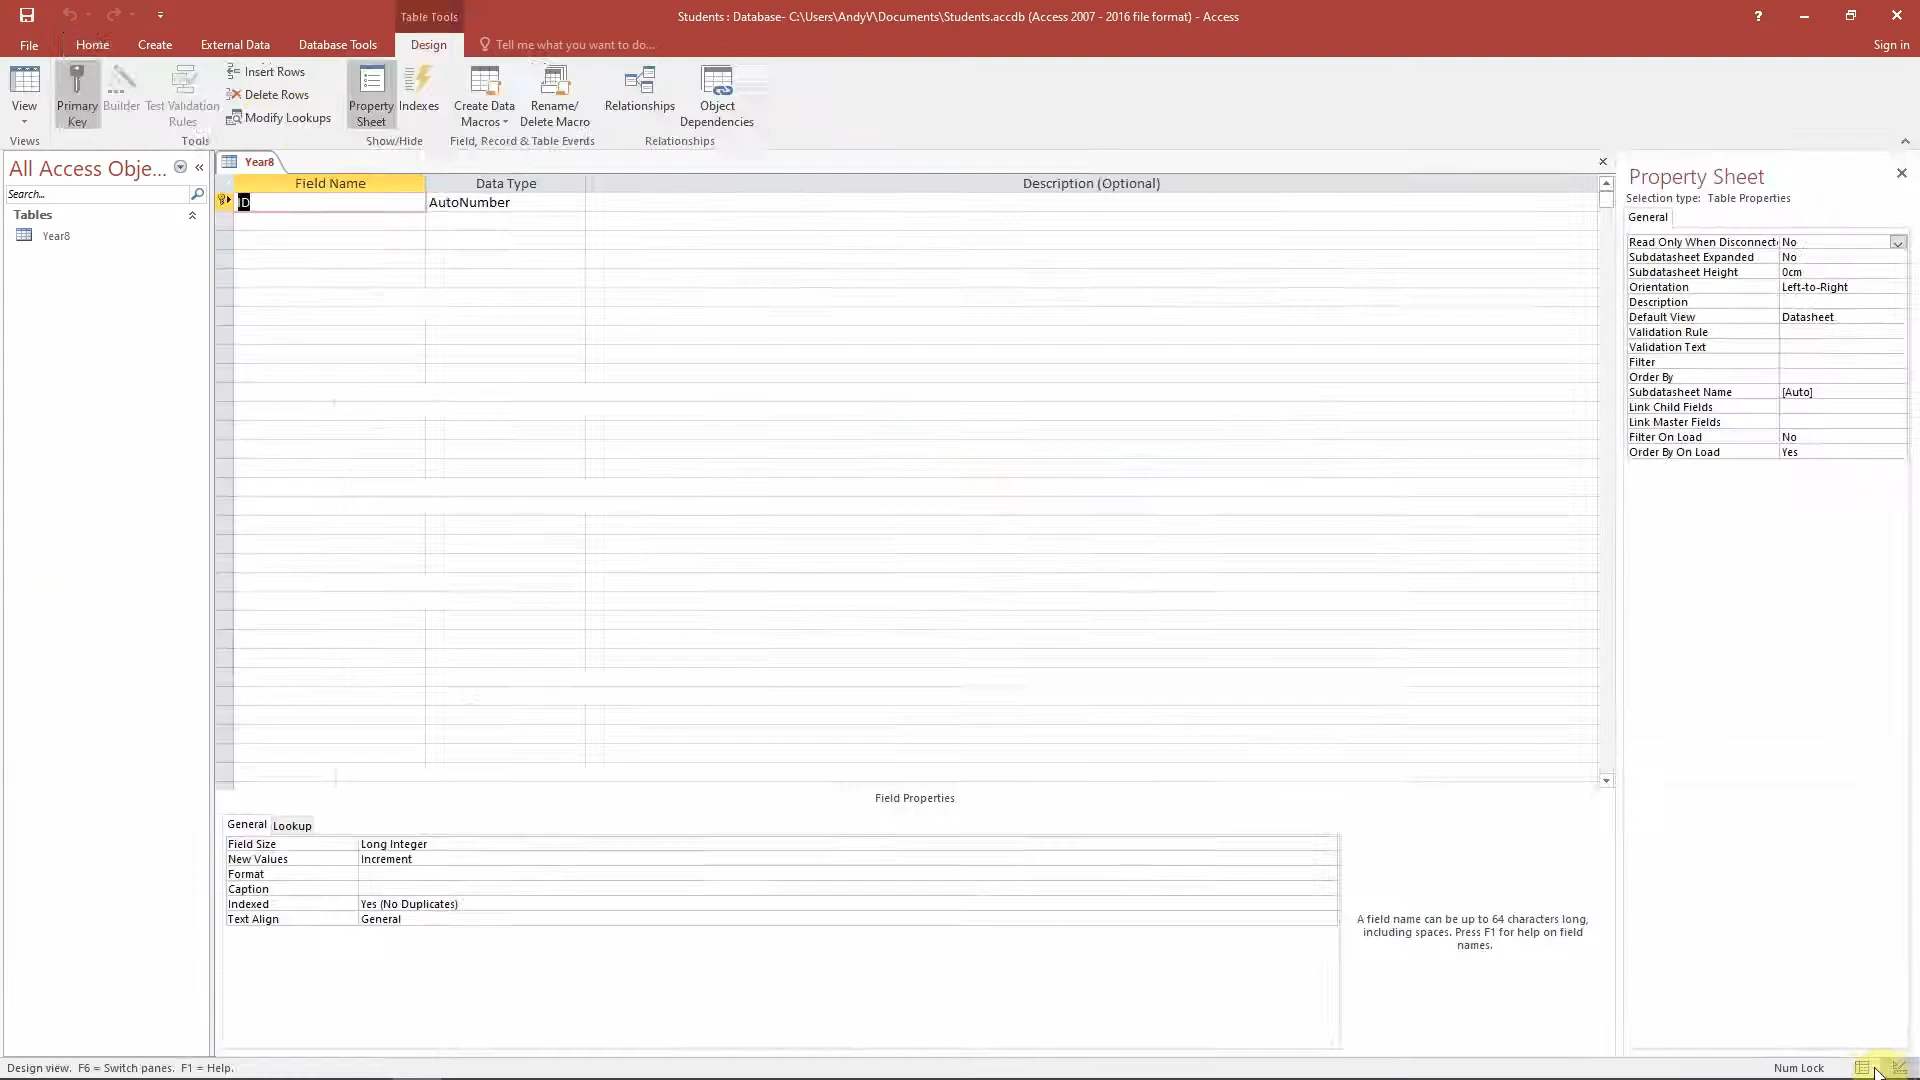 Table Tools
Students : Database- C:\Users\AndyV\Documents\Students.accdb (Access 2007 - 2016 file format) - Access
?
File
Home
Create
External Data
Database Tools
Design
Tell me what you want to do...
Sign in
View
Primary Key
Builder
Test Validation Rules
Insert Rows
Delete Rows
Modify Lookups
Property Sheet
Indexes
Create Data Macros
Rename/ Delete Macro
Relationships
Object Dependencies
Views
Tools
Show/Hide
Field, Record & Table Events
Relationships
All Access Obje...
Search...
Tables
Year8
Year8
Field Name
Data Type
Description (Optional)
ID
AutoNumber
Property Sheet
Selection type: Table Properties
General
Read Only When Disconnect No
Subdatasheet Expanded No
Subdatasheet Height 0cm
Orientation Left-to-Right
Description
Default View Datasheet
Validation Rule
Validation Text
Filter
Order By
Subdatasheet Name [Auto]
Link Child Fields
Link Master Fields
Filter On Load No
Order By On Load Yes
Field Properties
General
Lookup
Field Size Long Integer
New Values Increment
Format
Caption
Indexed Yes (No Duplicates)
Text Align General
A field name can be up to 64 characters long,
including spaces. Press F1 for help on field
names.
Design view. F6 = Switch panes. F1 = Help.
Num Lock